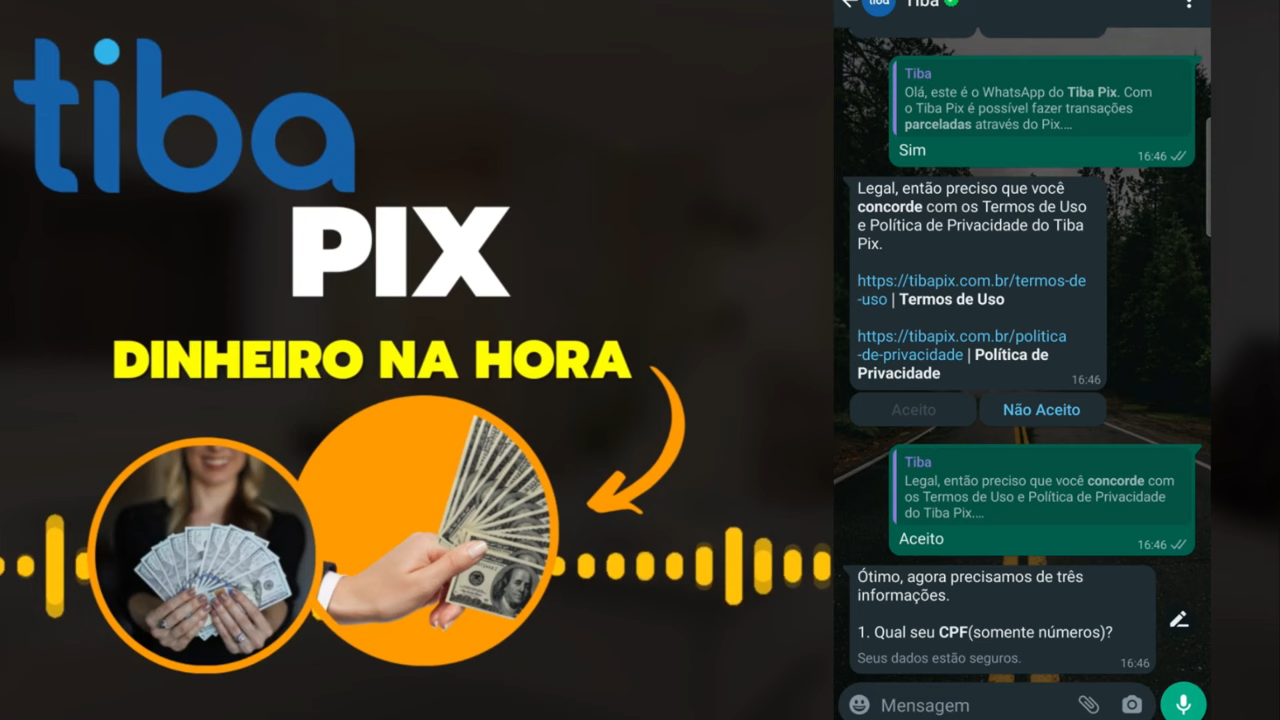 tiba
PIX
DINHEIRO NA HORA
tiba
Tiba
Tiba
Olá, este é o WhatsApp do Tiba Pix. Com
o Tiba Pix é possível fazer transações
parceladas através do Pix....
Sim
16:46
Legal, então preciso que você
concorde com os Termos de Uso
e Política de Privacidade do Tiba
Pix.
https://tibapix.com.br/termos-de
-uso | Termos de Uso
https://tibapix.com.br/politica
-de-privacidade | Política de
Privacidade
16:46
Aceito
Não Aceito
Tiba
Legal, então preciso que você concorde com
os Termos de Uso e Política de Privacidade
do Tiba Pix....
Aceito
16:46
Ótimo, agora precisamos de três
informações.
1. Qual seu CPF(somente números)?
Seus dados estão seguros.
16:46
Mensagem